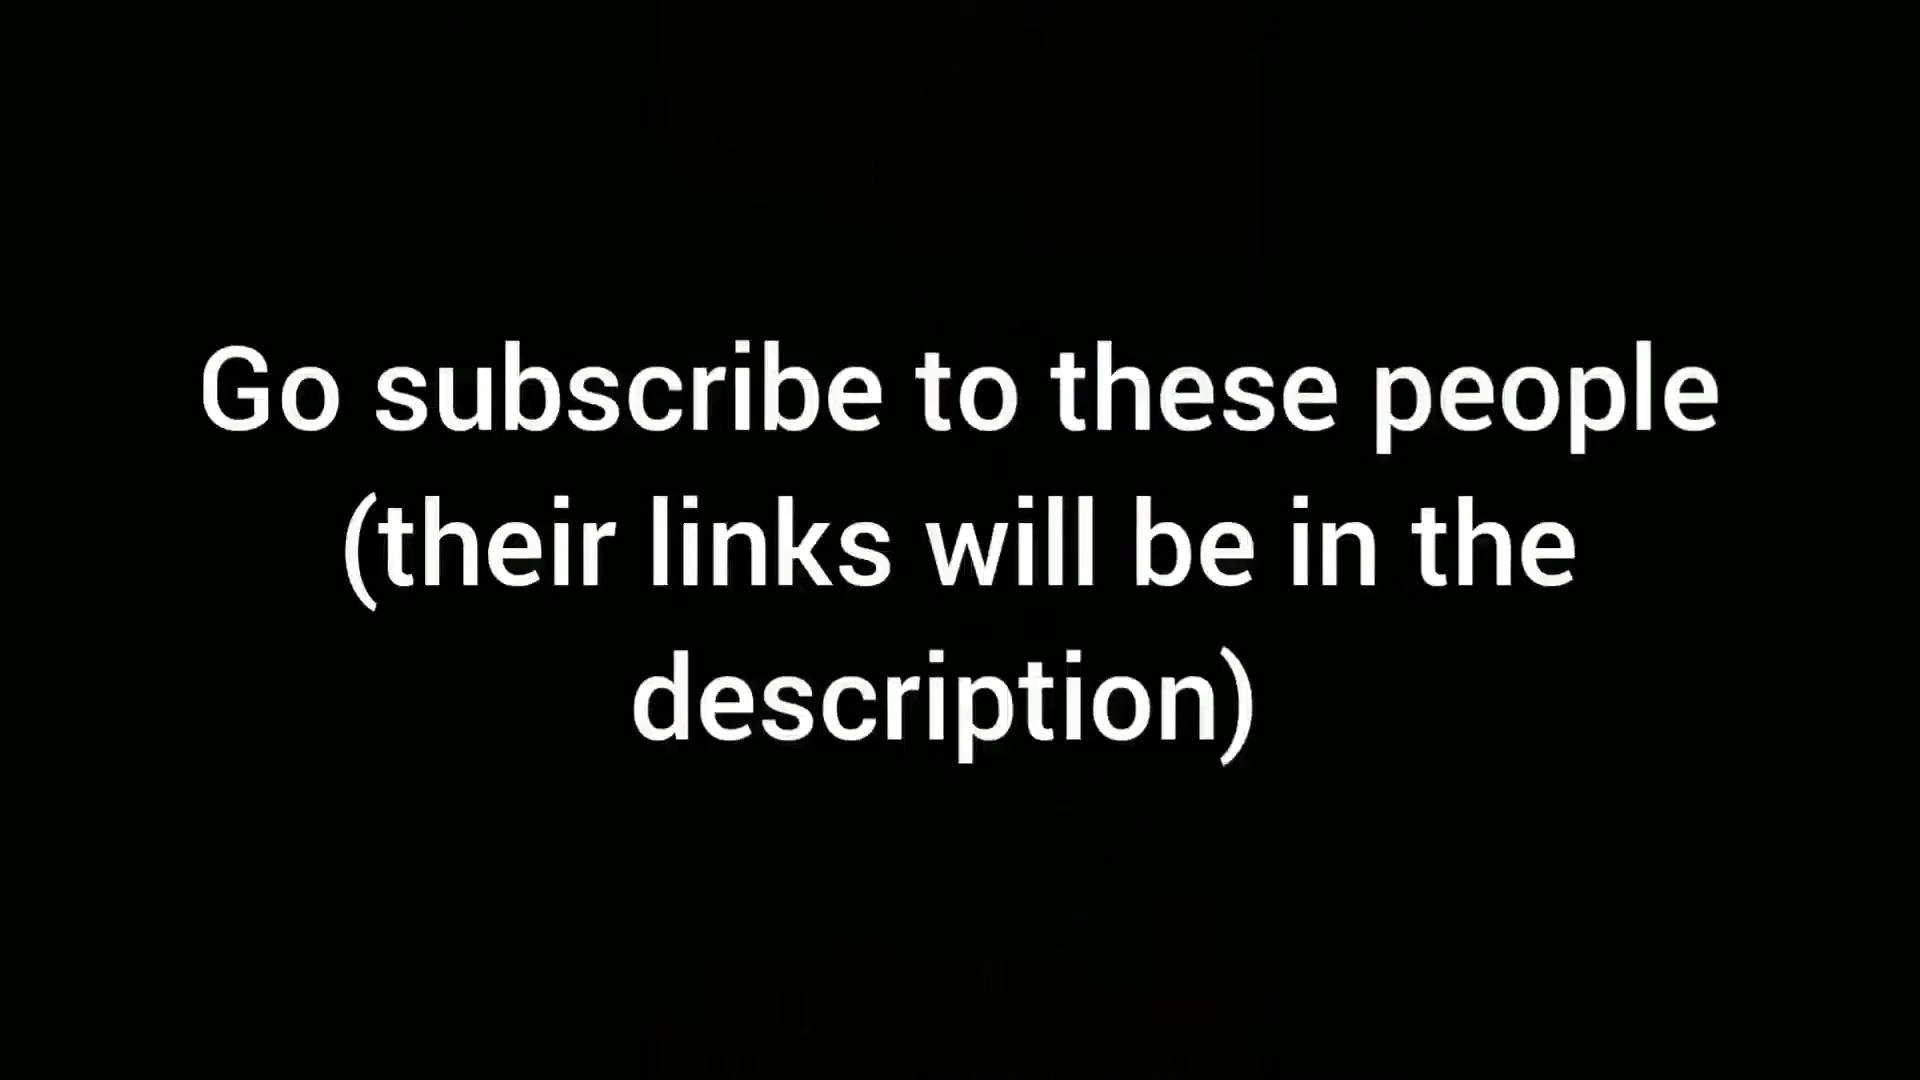 Go subscribe to these people
(their links will be in the
description)